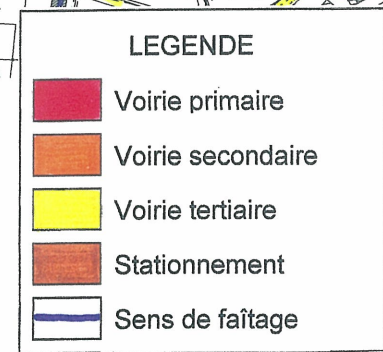 LEGENDE
Voirie primaire
Voirie secondaire
Voirie tertiaire
Stationnement
Sens de faîtage